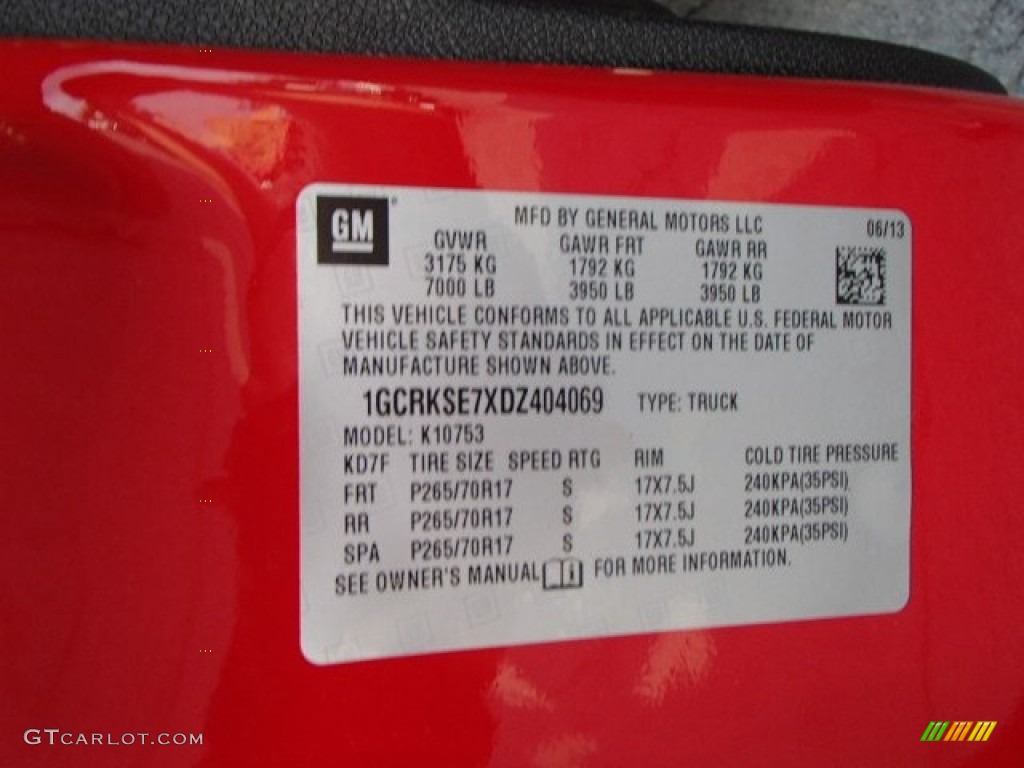 GM MFD BY GENERAL MOTORS LLC 06/13
GVWR GAWR FRT GAWR RR
3175 KG 1792 KG 1792 KG
7000 LB 3950 LB 3950 LB
THIS VEHICLE CONFORMS TO ALL APPLICABLE U.S. FEDERAL MOTOR
VEHICLE SAFETY STANDARDS IN EFFECT ON THE DATE OF
MANUFACTURE SHOWN ABOVE.
1GCRKSE7XDZ404069 TYPE: TRUCK
MODEL: K10753
KD7F TIRE SIZE SPEED RTG RIM COLD TIRE PRESSURE
FRT P265/70R17 S 17X7.5J 240KPA(35PSI)
RR P265/70R17 S 17X7.5J 240KPA(35PSI)
SPA P265/70R17 S 17X7.5J 240KPA(35PSI)
SEE OWNER'S MANUAL FOR MORE INFORMATION.
GTCARLOT.COM